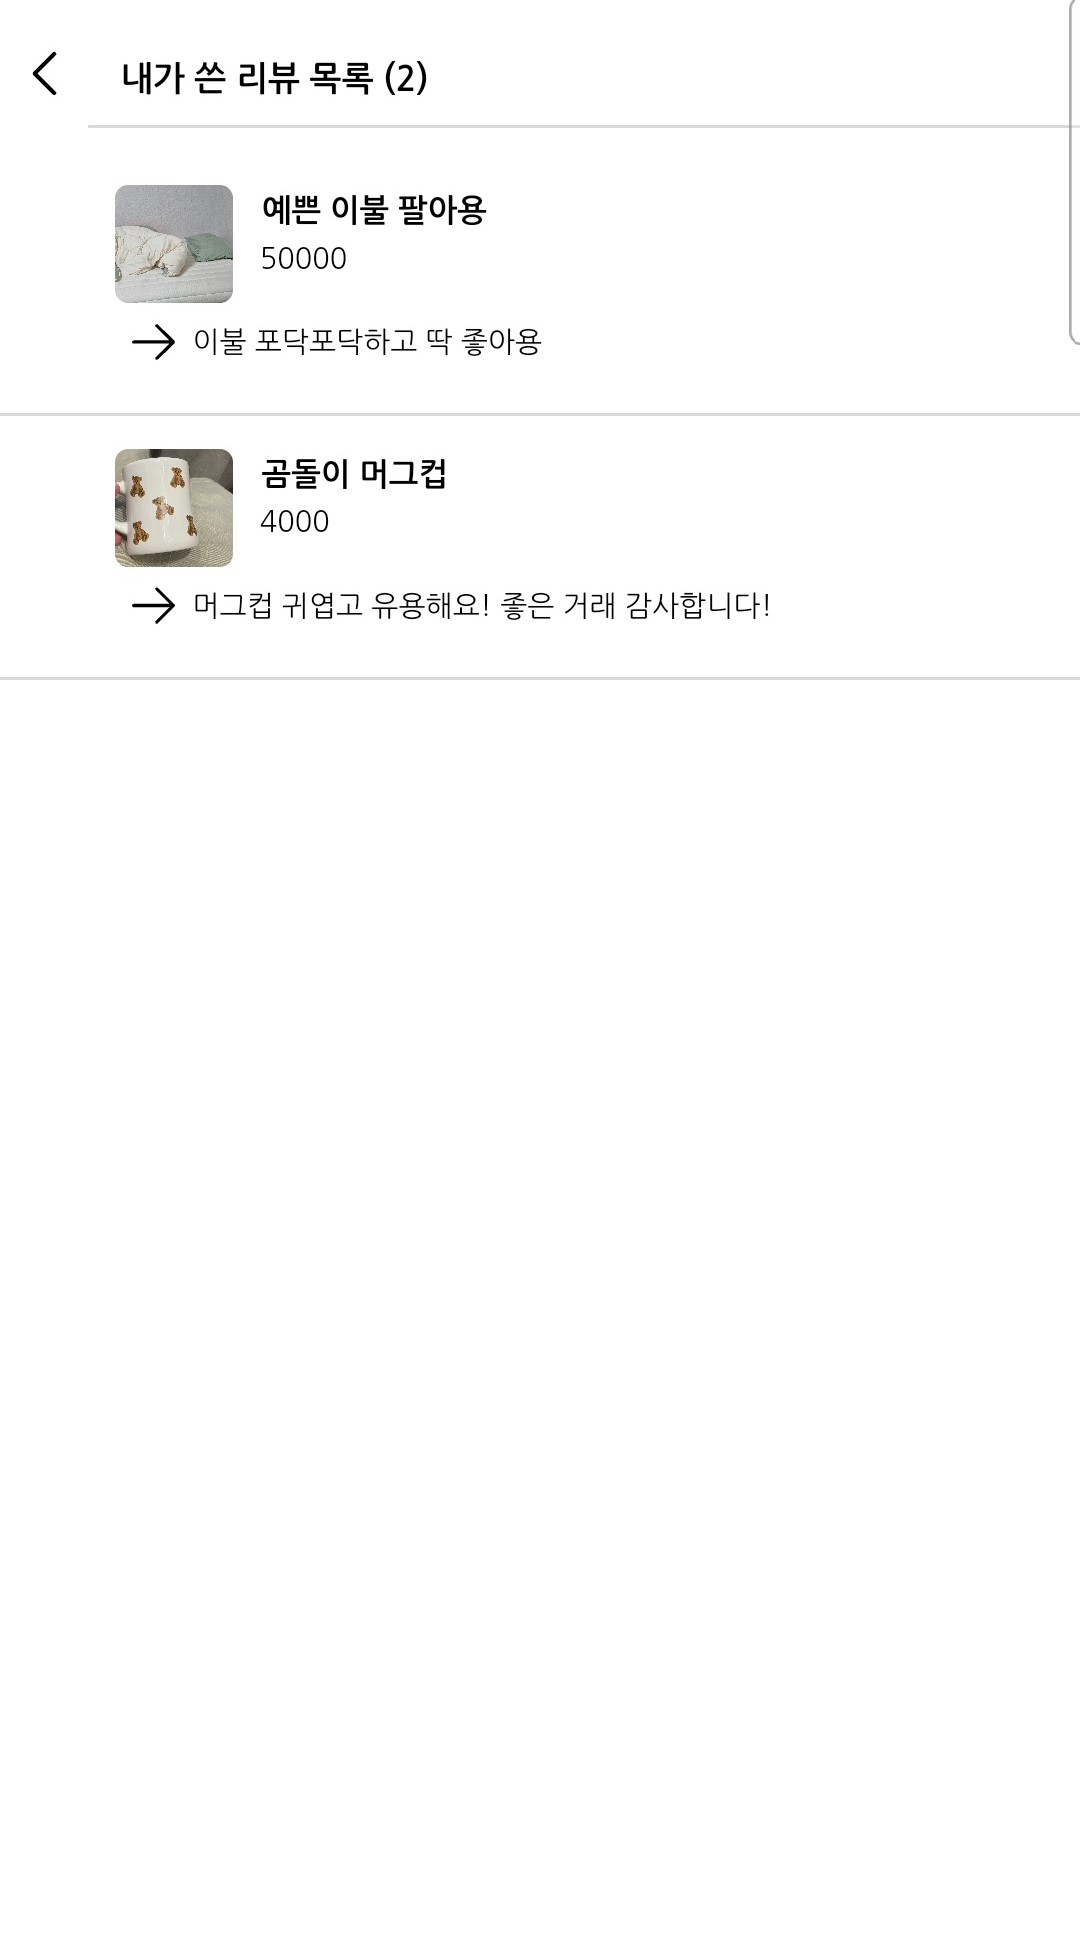 내가 쓴 리뷰 목록 (2)
예쁜 이불 팔아용
50000
이불 포닥포닥하고 딱 좋아용
곰돌이 머그컵
4000
머그컵 귀엽고 유용해요! 좋은 거래 감사합니다!